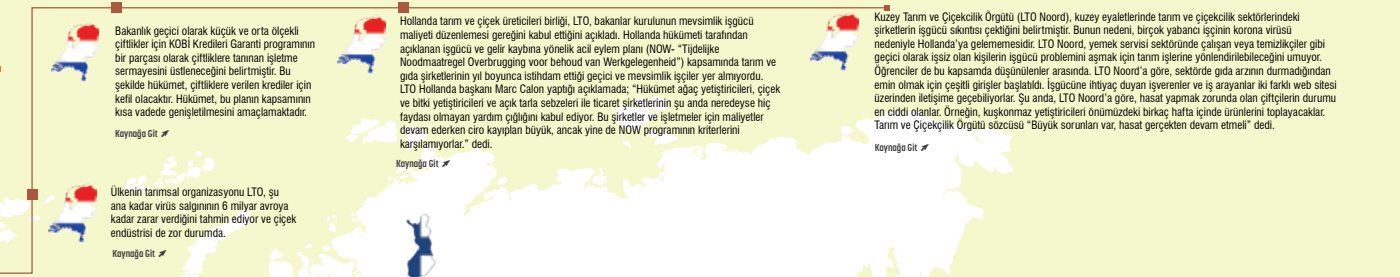 Bakanlık geçici olarak küçük ve orta ölçekli
çiftlikler için KOBİ Kredileri Garanti programının
bir parçası olarak çiftliklere tanınan işletme
sermayesini üstleneceğini belirtmiştir. Bu
şekilde hükümet, çiftliklere verilen krediler için
kefil olacaktır. Hükümet, bu planın kapsamının
kısa vadede genişletilmesini amaçlamaktadır.
Kaynağa Git
Ülkenin tarımsal organizasyonu LTO, şu
ana kadar virüs salgınının 6 milyar avroya
kadar zarar verdiğini tahmin ediyor ve çiçek
endüstrisi de zor durumda.
Kaynağa Git
Hollanda tarım ve çiçek üreticileri birliği, LTO, bakanlar kurulunun mevsimlik işgücü
maliyeti düzenlemesi gereğini kabul ettiğini açıkladı. Hollanda hükümeti tarafından
açıklanan işgücü ve gelir kaybına yönelik acil eylem planı (NOW- “Tijdelijke
Noodmaatregel Overbrugging voor behoud van Werkgelegenheid”) kapsamında tarım ve
gıda şirketlerinin yıl boyunca istihdam ettiği geçici ve mevsimlik işçiler yer almıyordu.
LTO Hollanda başkanı Marc Calon yaptığı açıklamada; “Hükümet ağaç yetiştiricileri, çiçek
ve bitki yetiştiricileri ve açık tarla sebzeleri ile ticaret şirketlerinin şu anda neredeyse hiç
faydası olmayan yardım çığlığını kabul ediyor. Bu şirketler ve işletmeler için maliyetler
devam ederken ciro kayıpları büyük, ancak yine de NOW programının kriterlerini
karşılamıyorlar.” dedi.
Kaynağa Git
Kuzey Tarım ve Çiçekcilik Örgütü (LTO Noord), kuzey eyaletlerinde tarım ve çiçekcilik sektörlerindeki
şirketlerin işgücü sıkıntısı çektiğini belirtmiştir. Bunun nedeni, birçok yabancı işçinin korona virüsü
nedeniyle Hollanda’ya gelememesidir. LTO Noord, yemek servisi sektöründe çalışan veya temizlikçiler gibi
geçici olarak işsiz olan kişilerin işgücü problemini aşmak için tarım işlerine yönlendirilebileceğini umuyor.
Öğrenciler de bu kapsamda düşünülenler arasında. LTO Noord’a göre, sektörde gıda arzının durmadığından
emin olmak için çeşitli girişler başlatıldı. İşgücüne ihtiyaç duyan işverenler ve iş arayanlar iki farklı web sitesi
üzerinden iletişime geçebiliyorlar. Şu anda, LTO Noord’a göre, hasat yapmak zorunda olan çiftçilerin durumu
en ciddi olanlar. Örneğin, kuşkonmaz yetiştiricileri önümüzdeki birkaç hafta içinde ürünlerini toplayacaklar.
Tarım ve Çiçekçilik Örgütü sözcüsü “Büyük sorunları var, hasat gerçekten devam etmeli” dedi.
Kaynağa Git